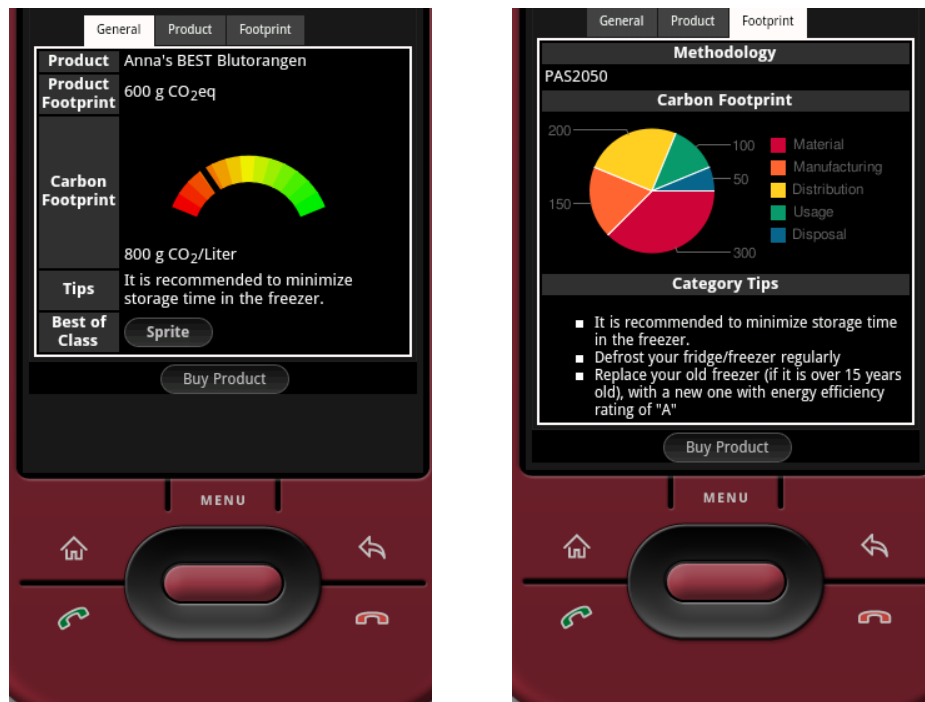 General Product Footprint
Product Anna's BEST Blutorangen
Product
Footprint
600 g CO2eq
Carbon
Footprint
800 g CO2/Liter
Tips
It is recommended to minimize
storage time in the freezer.
Best of
Class
Sprite
Buy Product
MENU
General Product Footprint
Methodology
PAS2050
Carbon Footprint
200
100
50
150
300
Material
Manufacturing
Distribution
Usage
Disposal
Category Tips
It is recommended to minimize storage time
in the freezer.
Defrost your fridge/freezer regularly
Replace your old freezer (if it is over 15 years
old), with a new one with energy efficiency
rating of "A"
Buy Product
MENU